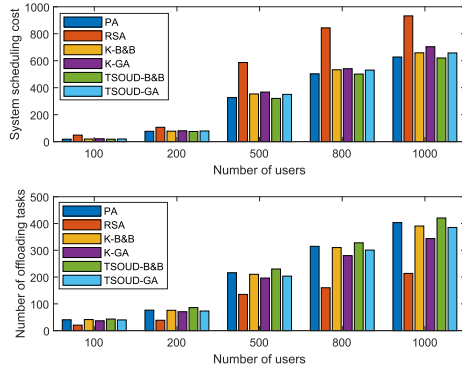 System scheduling cost
1000
800
600
400
200
0
PA
RSA
K-B&B
K-GA
TSOUD-B&B
TSOUD-GA
100 200 500 800 1000
Number of users
Number of offloading tasks
500
400
300
200
100
0
PA
RSA
K-B&B
K-GA
TSOUD-B&B
TSOUD-GA
100 200 500 800 1000
Number of users